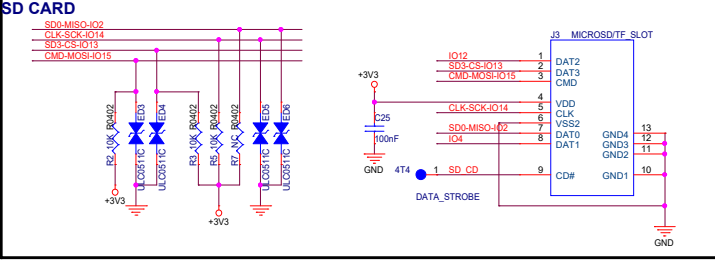 SD CARD
SD0-MISO-IO2
CLK-SCK-IO14
SD3-CS-IO13
CMD-MOSI-IO15
R2 10K R0402
ED3
ULC0511C
ED4
ULC0511C
R3 10K R0402
R5 10K R0402
R7 NC R0402
ED5
ULC0511C
ED6
ULC0511C
+3V3
+3V3
J3 MICROSD/TF_SLOT
IO12 1 DAT2
SD3-CS-IO13 2 DAT3
CMD-MOSI-IO15 3 CMD
+3V3
4 VDD
CLK-SCK-IO14 5 CLK
C25
6 VSS2
SD0-MISO-IO2 7 DAT0 GND4 13
100nF
IO4 8 DAT1 GND3 12
GND2 11
GND
4T4 1 SD_CD 9 CD# GND1 10
DATA_STROBE
GND